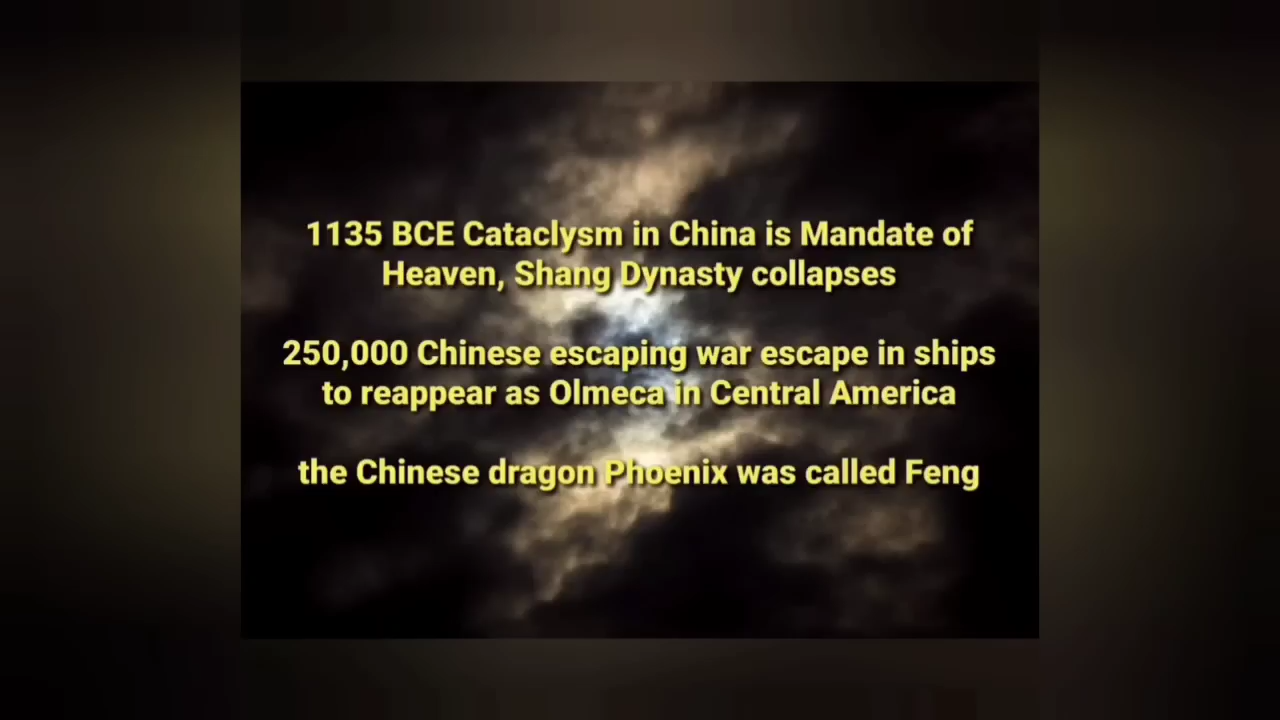 1135 BCE Cataclysm in China is Mandate of
Heaven, Shang Dynasty collapses
250,000 Chinese escaping war escape in ships
to reappear as Olmeca in Central America
the Chinese dragon Phoenix was called Feng